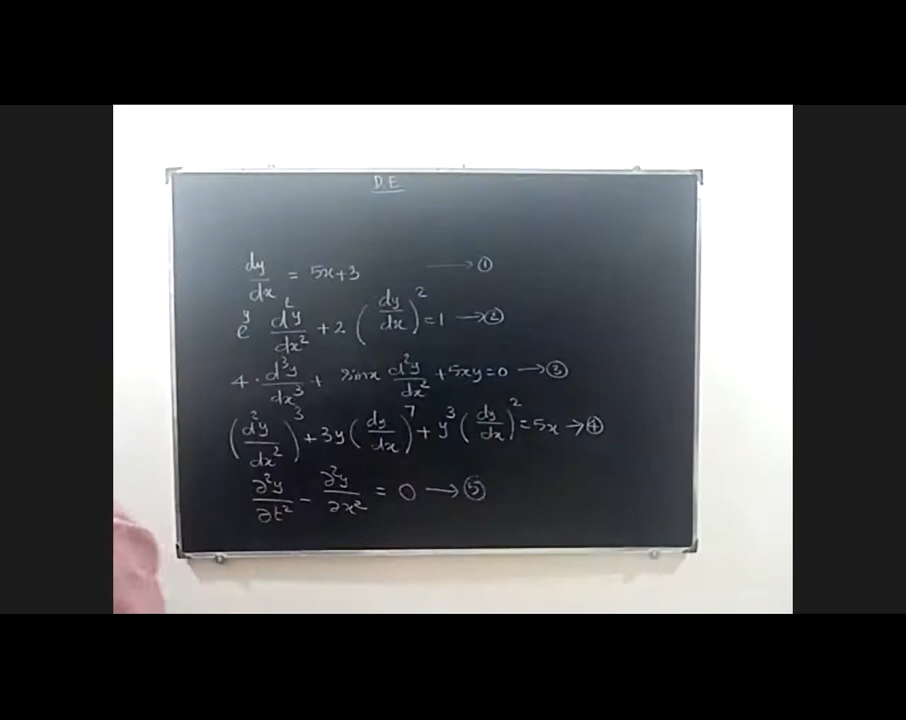 D.E
dy/dx = 5x+3 → ①
e^y d²y/dx² + 2 (dy/dx)² = 1 → ②
4 · d³y/dx³ + sinx d²y/dx² + 5xy = 0 → ③
(d²y/dx²)³ + 3y (dy/dx)⁷ + y³ (dy/dx)² = 5x → ④
∂²y/∂t² − ∂²y/∂x² = 0 → ⑤